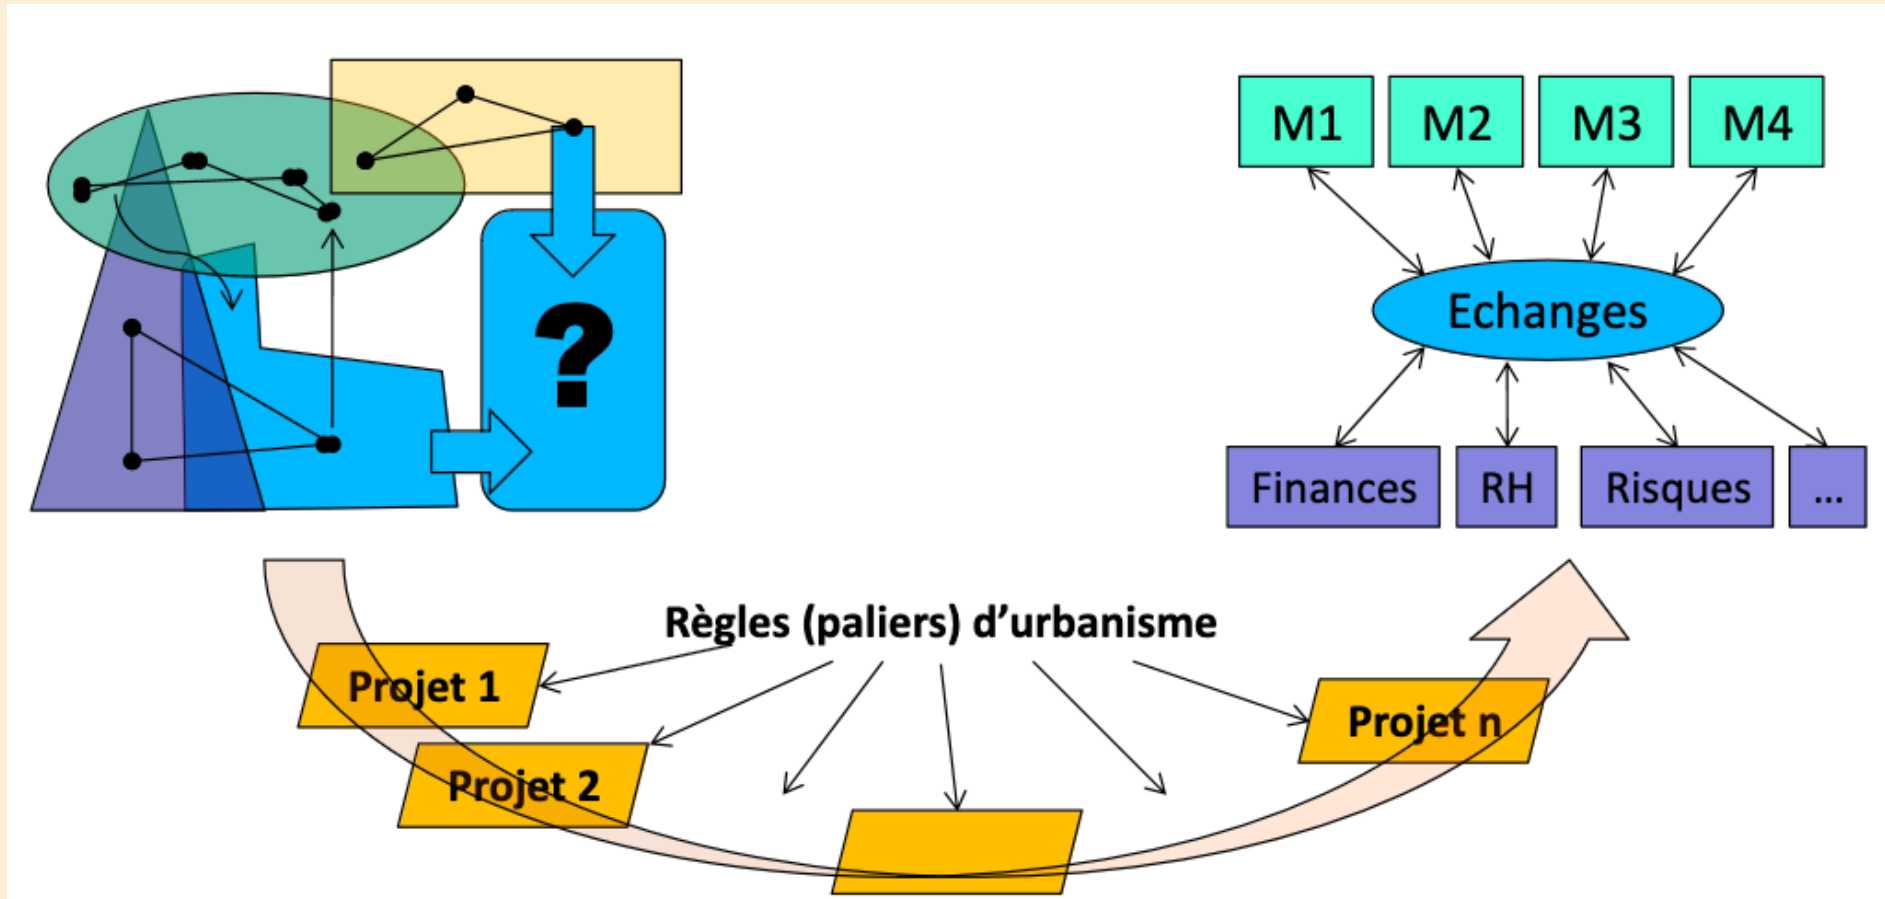 M1 M2 M3 M4
Echanges
?
Finances RH Risques ...
Règles (paliers) d’urbanisme
Projet 1
Projet n
Projet 2